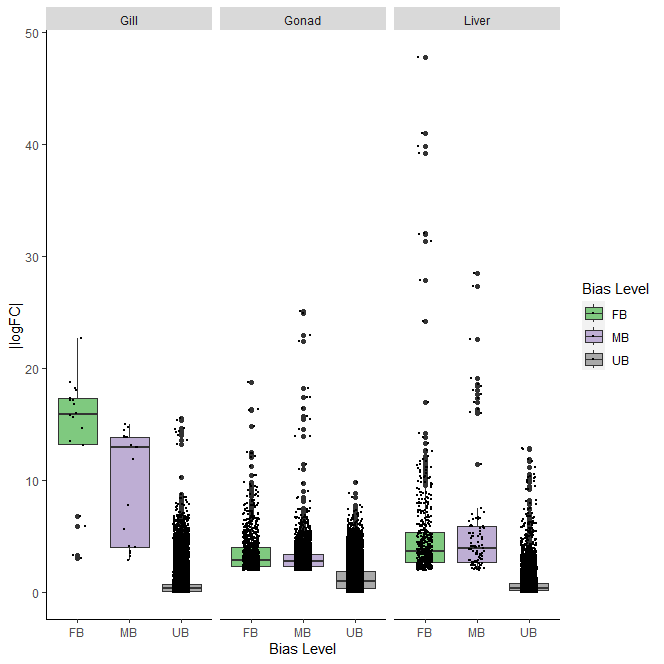 Gill Gonad Liver
50
40
30
20
10
0
|logFC|
FB MB UB FB MB UB FB MB UB
Bias Level
Bias Level
FB
MB
UB